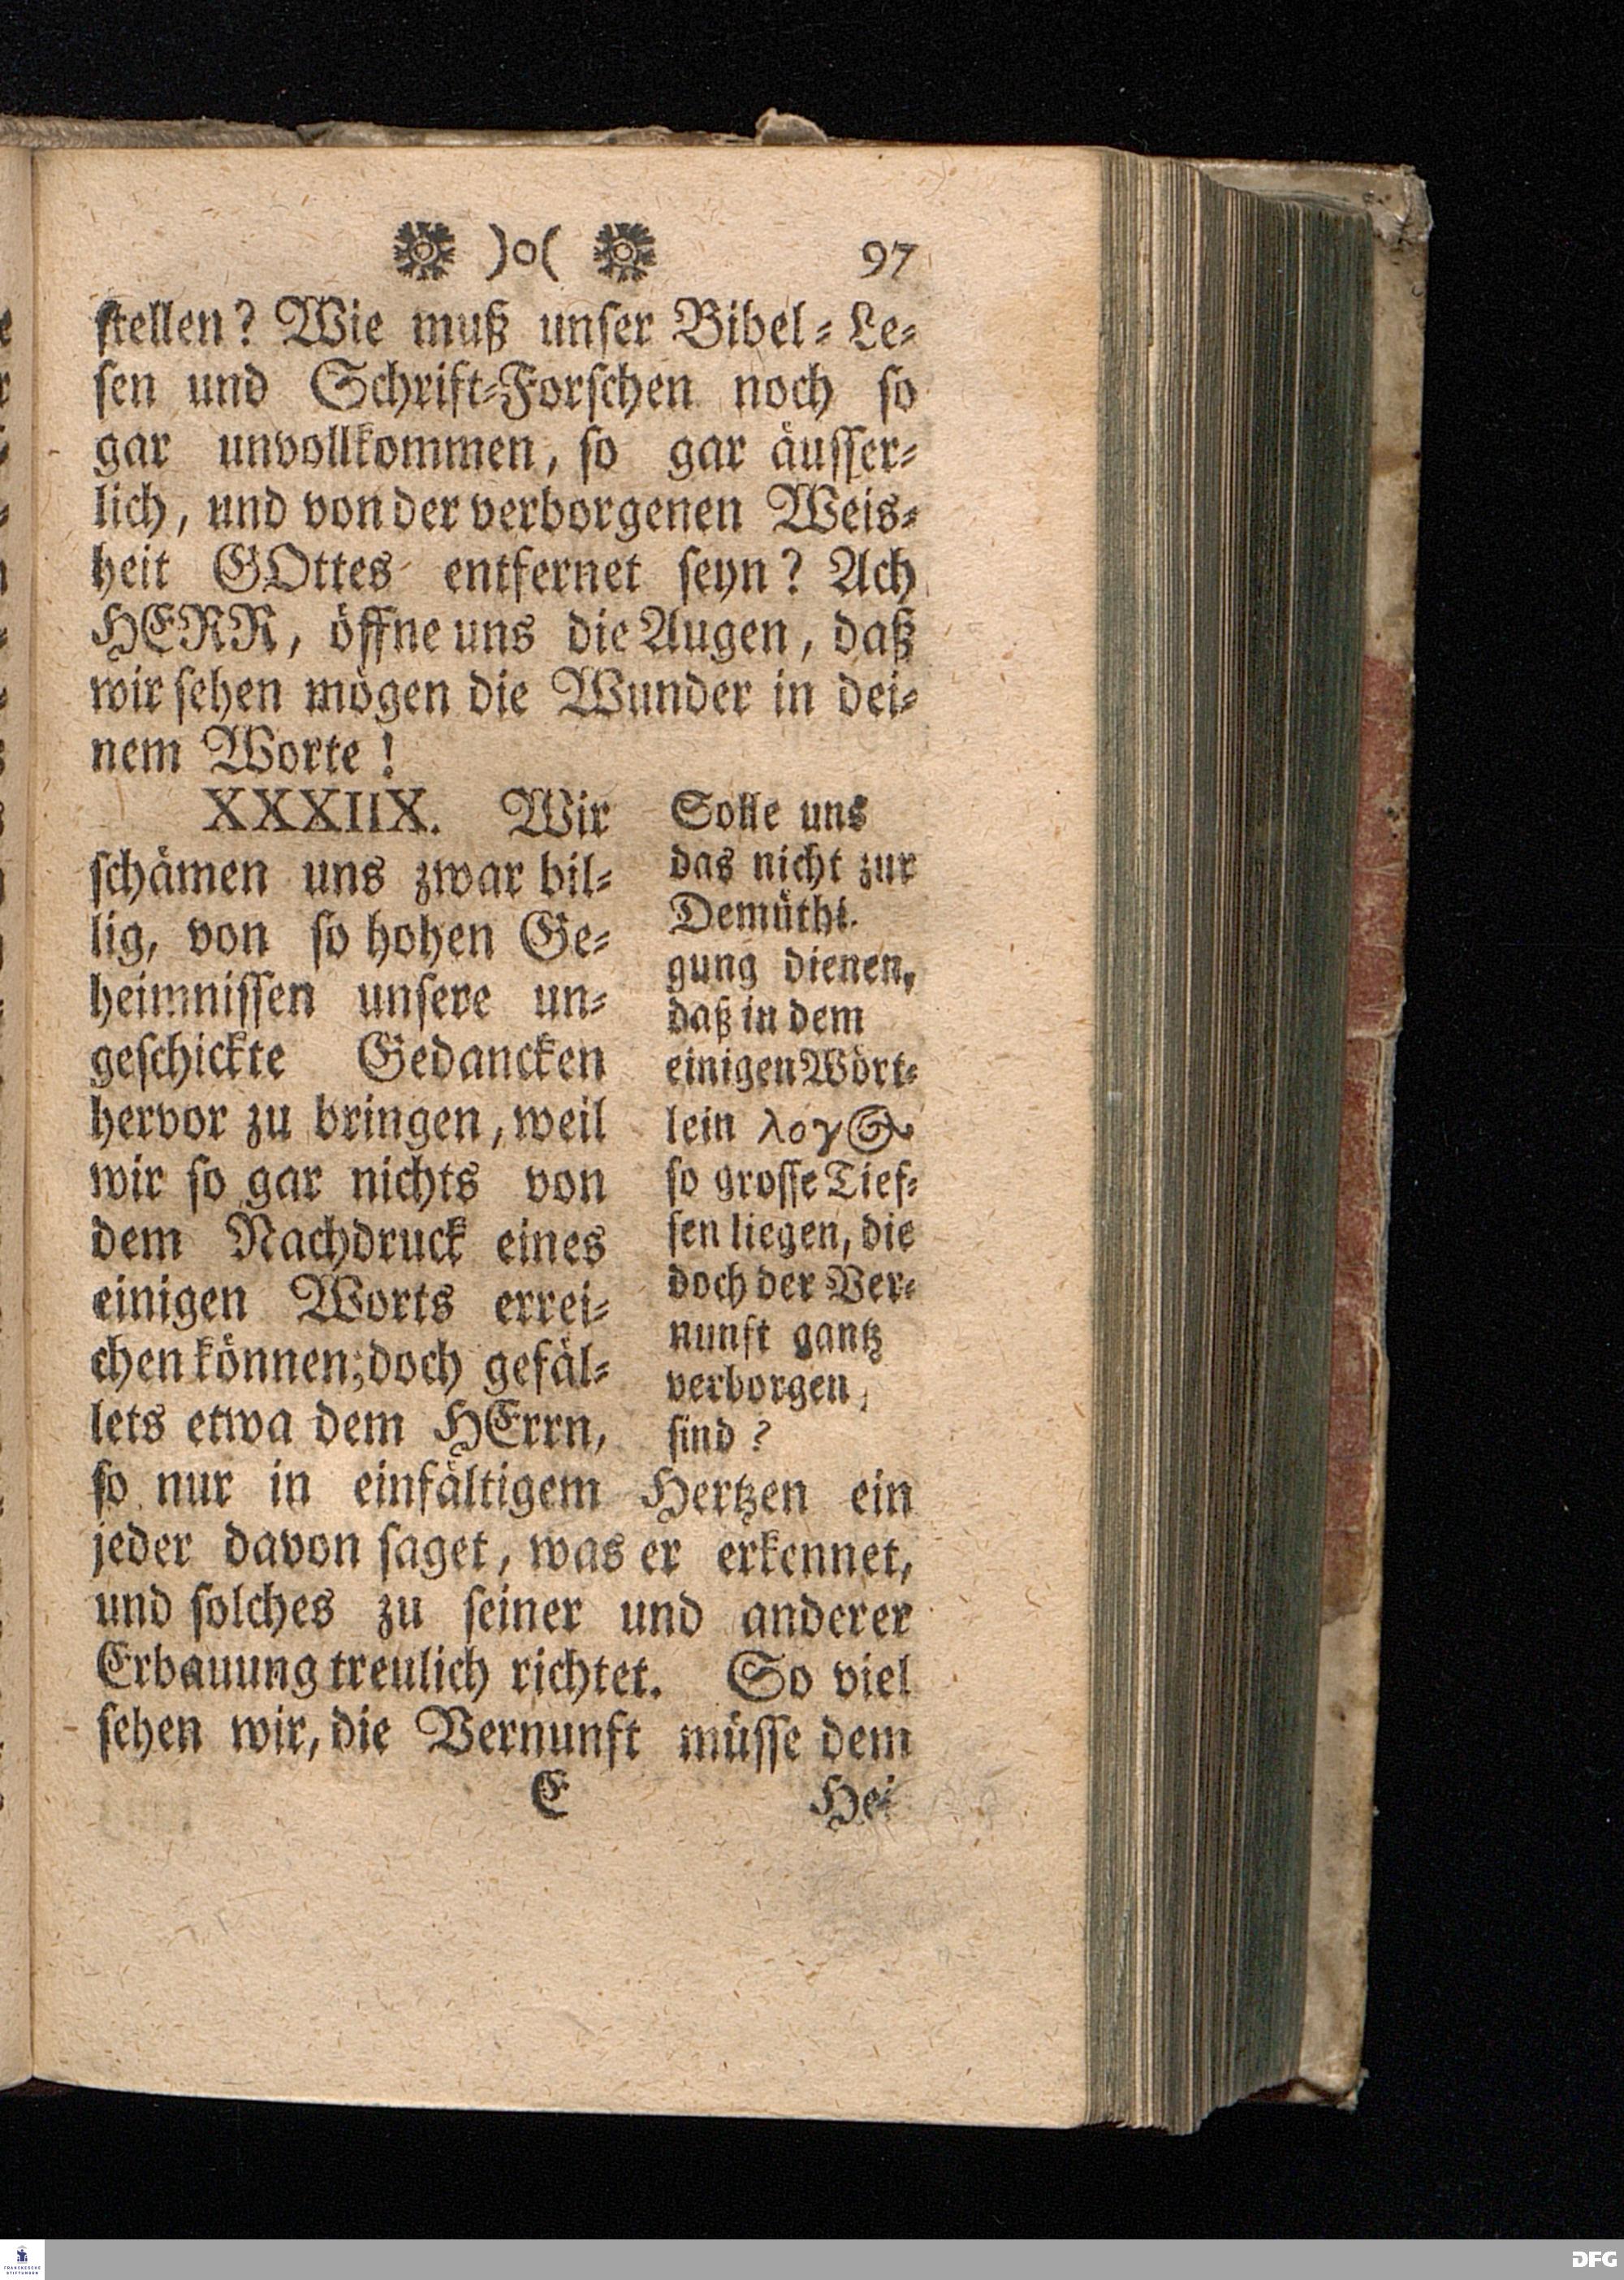 )o( 97
ſtellen? Wie muß unſer Bibel-Le-
ſen und Schrift-Forſchen noch ſo
gar unvollkommen, ſo gar äuſſer-
lich, und von der verborgenen Weis-
heit GOttes entfernet ſeyn? Ach
HERR, öffne uns die Augen, daß
wir ſehen mögen die Wunder in dei-
nem Worte!
XXXIIX. Wir
ſchämen uns zwar bil-
lig, von ſo hohen Ge-
heimniſſen unſere un-
geſchickte Gedancken
hervor zu bringen, weil
wir ſo gar nichts von
dem Nachdruck eines
einigen Worts errei-
chen können; doch gefäl-
lets etwa dem HErrn,
Solle uns
das nicht zur
Demüthi-
gung dienen,
daß in dem
einigen Wört-
lein λογος
ſo groſſe Tief-
ſen liegen, die
doch der Ver-
nunft gantz
verborgen,
ſind?
ſo nur in einfältigem Hertzen ein
jeder davon ſaget, was er erkennet,
und ſolches zu ſeiner und anderer
Erbauung treulich richtet. So viel
ſehen wir, die Vernunft müſſe dem
E Hei-
FRANCKESCHE
STIFTUNGEN
DFG